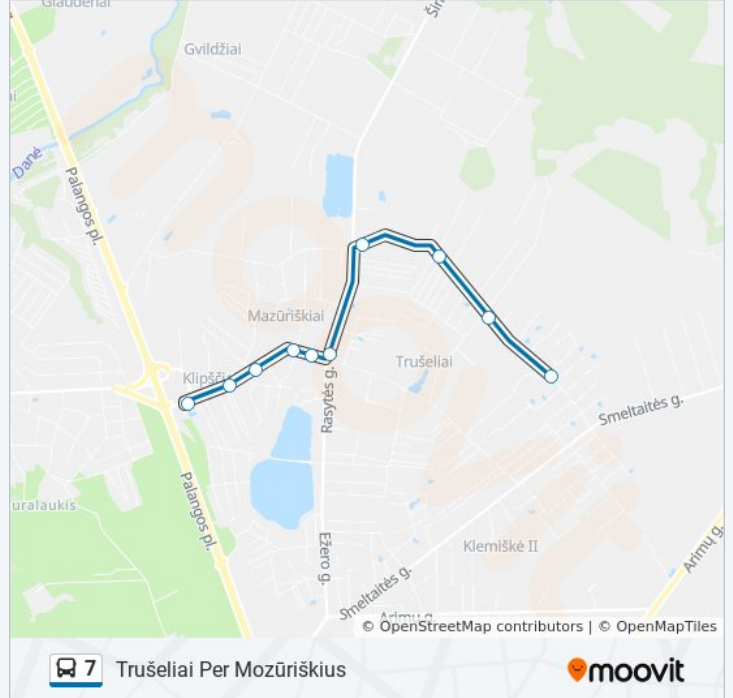 Glaudėnai
Gvildžiai
Danė
Palangos pl.
Mazūriškiai
Trušeliai
Rasytės g.
Smeltaitės g.
Palangos pl.
uralaukis
Klemiškė II
Ežero g.
Arimų g.
Smeltaitės g.
© OpenStreetMap contributors | © OpenMapTiles
7 Trušeliai Per Mozūriškius
moovit